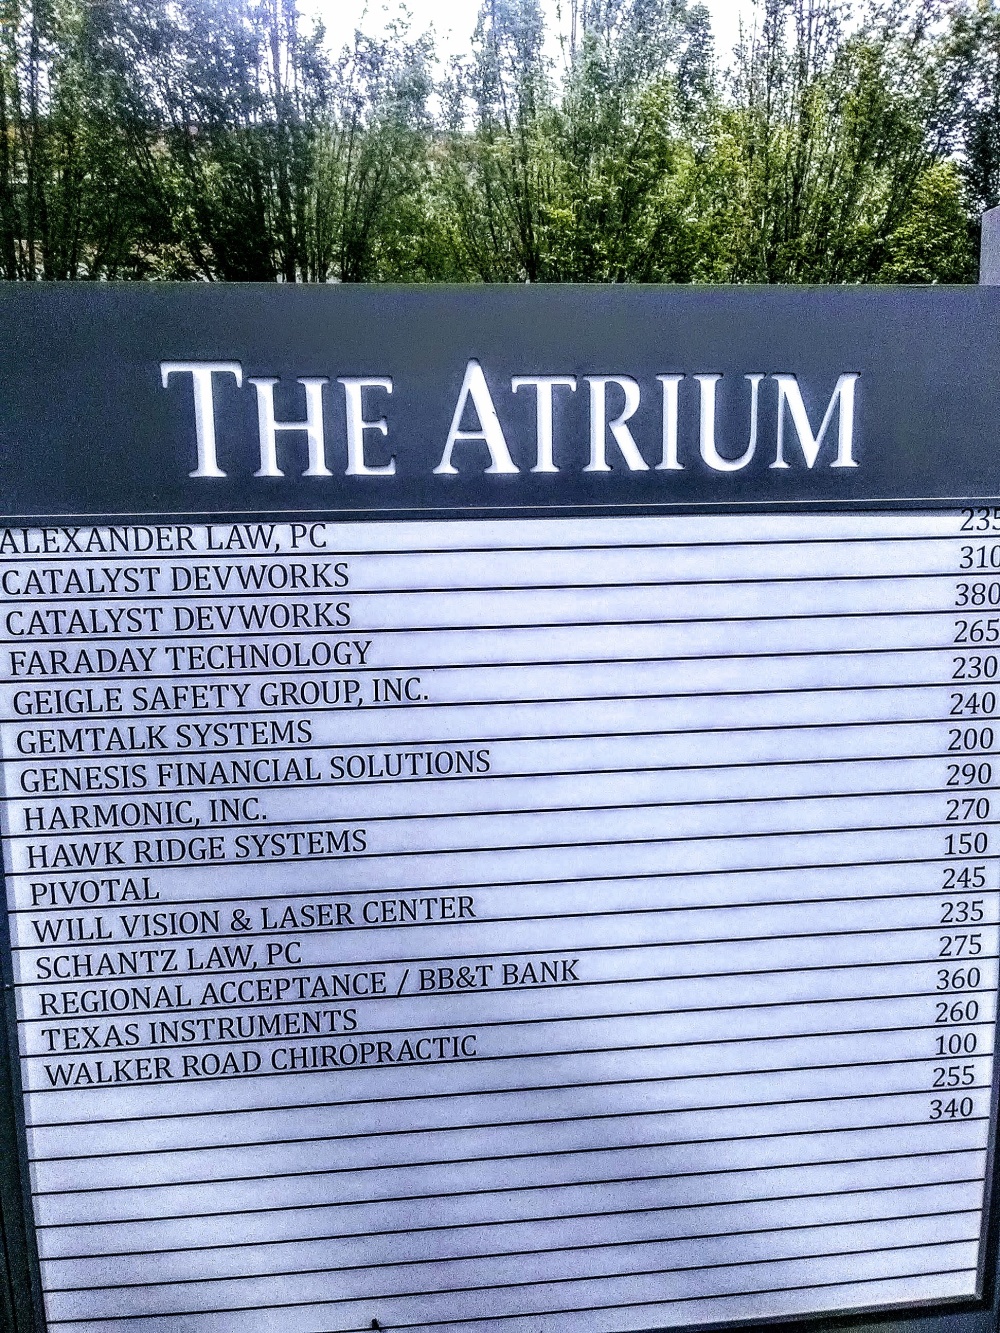 THE ATRIUM
ALEXANDER LAW, PC 235
CATALYST DEVWORKS 310
CATALYST DEVWORKS 380
FARADAY TECHNOLOGY 265
GEIGLE SAFETY GROUP, INC. 230
GEMTALK SYSTEMS 240
GENESIS FINANCIAL SOLUTIONS 200
HARMONIC, INC. 290
HAWK RIDGE SYSTEMS 270
PIVOTAL 150
WILL VISION & LASER CENTER 245
SCHANTZ LAW, PC 235
REGIONAL ACCEPTANCE / BB&T BANK 275
TEXAS INSTRUMENTS 360
WALKER ROAD CHIROPRACTIC 260
100
255
340